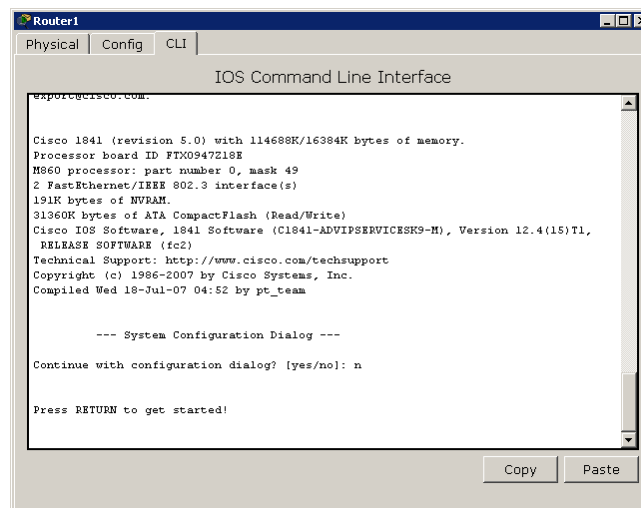 Router1
Physical Config CLI
IOS Command Line Interface
export@cisco.com.
Cisco 1841 (revision 5.0) with 114688K/16384K bytes of memory.
Processor board ID FTX0947Z18E
M860 processor: part number 0, mask 49
2 FastEthernet/IEEE 802.3 interface(s)
191K bytes of NVRAM.
31360K bytes of ATA CompactFlash (Read/Write)
Cisco IOS Software, 1841 Software (C1841-ADVIPSERVICESK9-M), Version 12.4(15)T1,
RELEASE SOFTWARE (fc2)
Technical Support: http://www.cisco.com/techsupport
Copyright (c) 1986-2007 by Cisco Systems, Inc.
Compiled Wed 18-Jul-07 04:52 by pt_team
--- System Configuration Dialog ---
Continue with configuration dialog? [yes/no]: n
Press RETURN to get started!
Copy Paste